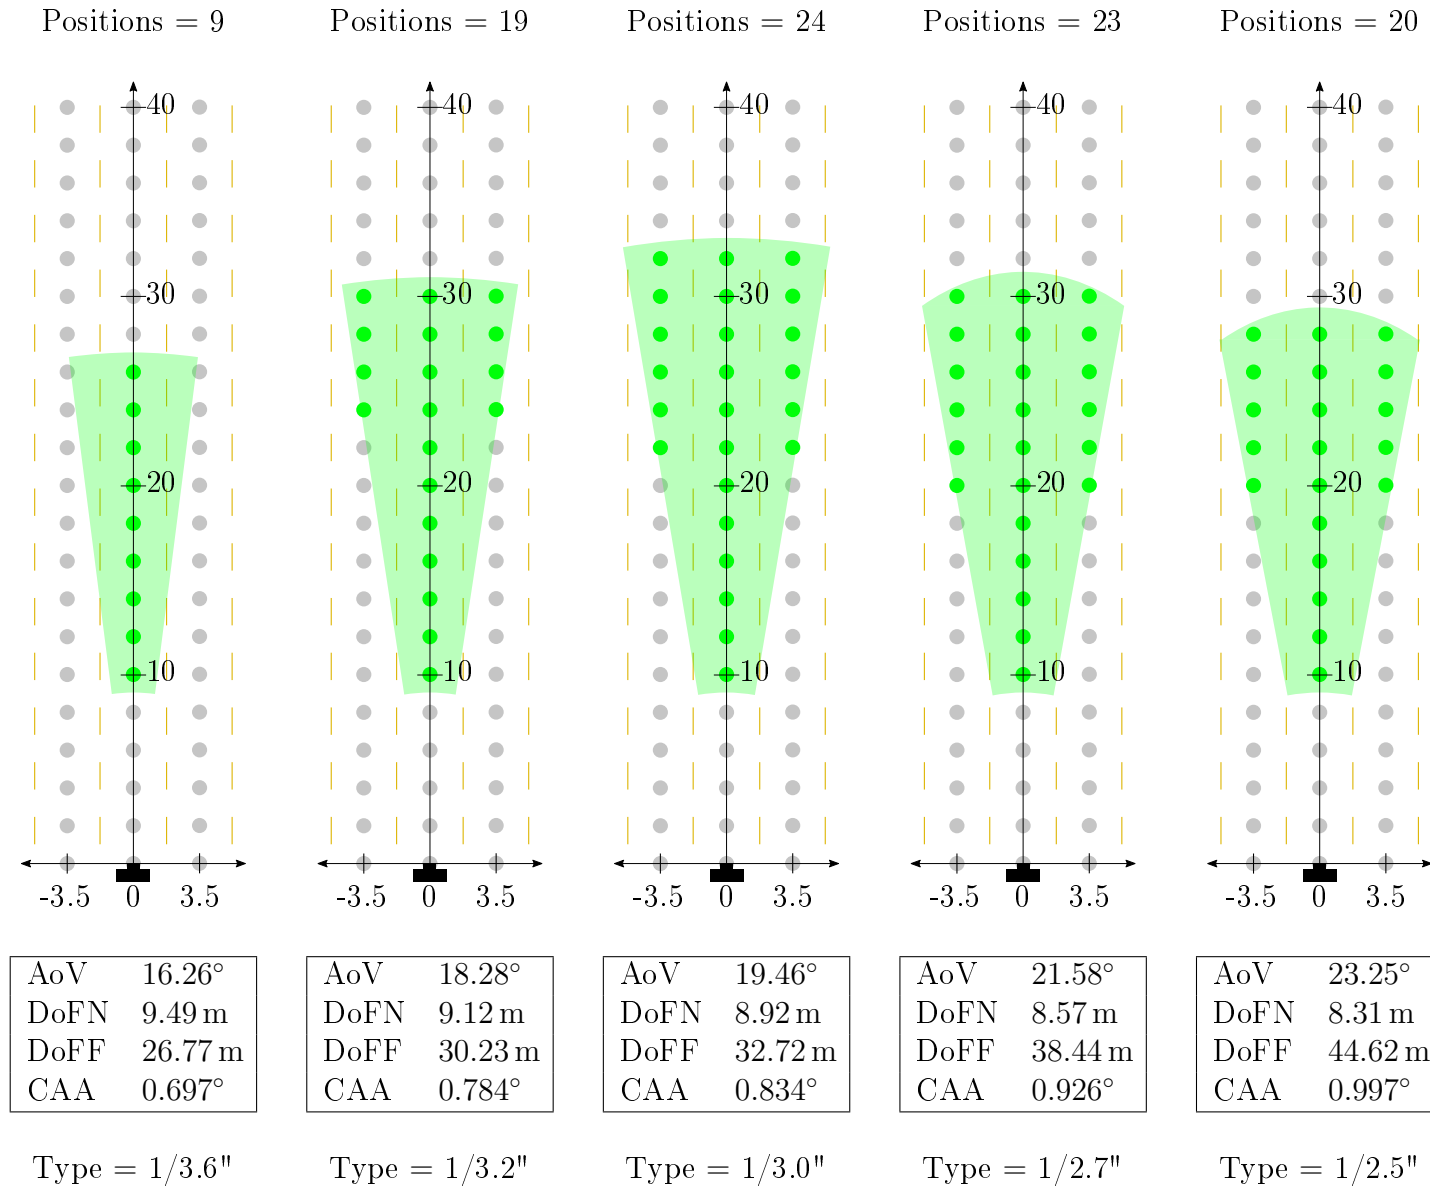 Positions = 9 Positions = 19 Positions = 24 Positions = 23 Positions = 20
40 40 40 40 40
30 30 30 30 30
20 20 20 20 20
10 10 10 10 10
-3.5 0 3.5 -3.5 0 3.5 -3.5 0 3.5 -3.5 0 3.5 -3.5 0 3.5
AoV 16.26° AoV 18.28° AoV 19.46° AoV 21.58° AoV 23.25°
DoFN 9.49 m DoFN 9.12 m DoFN 8.92 m DoFN 8.57 m DoFN 8.31 m
DoFF 26.77 m DoFF 30.23 m DoFF 32.72 m DoFF 38.44 m DoFF 44.62 m
CAA 0.697° CAA 0.784° CAA 0.834° CAA 0.926° CAA 0.997°
Type = 1/3.6" Type = 1/3.2" Type = 1/3.0" Type = 1/2.7" Type = 1/2.5"